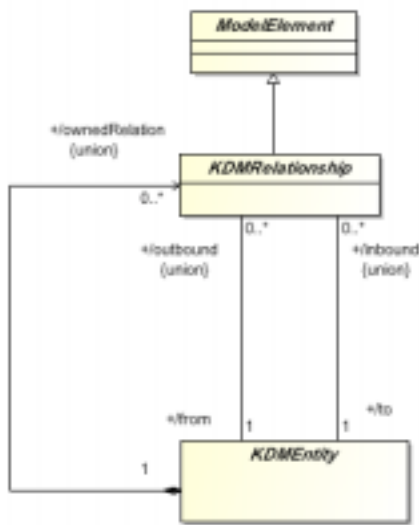 ModelElement
+/ownedRelation
{union}
KDMRelationship
0..*
0..*
0..*
+/outbound
{union}
+/inbound
{union}
+/from
+/to
1
1
1
KDMEntity